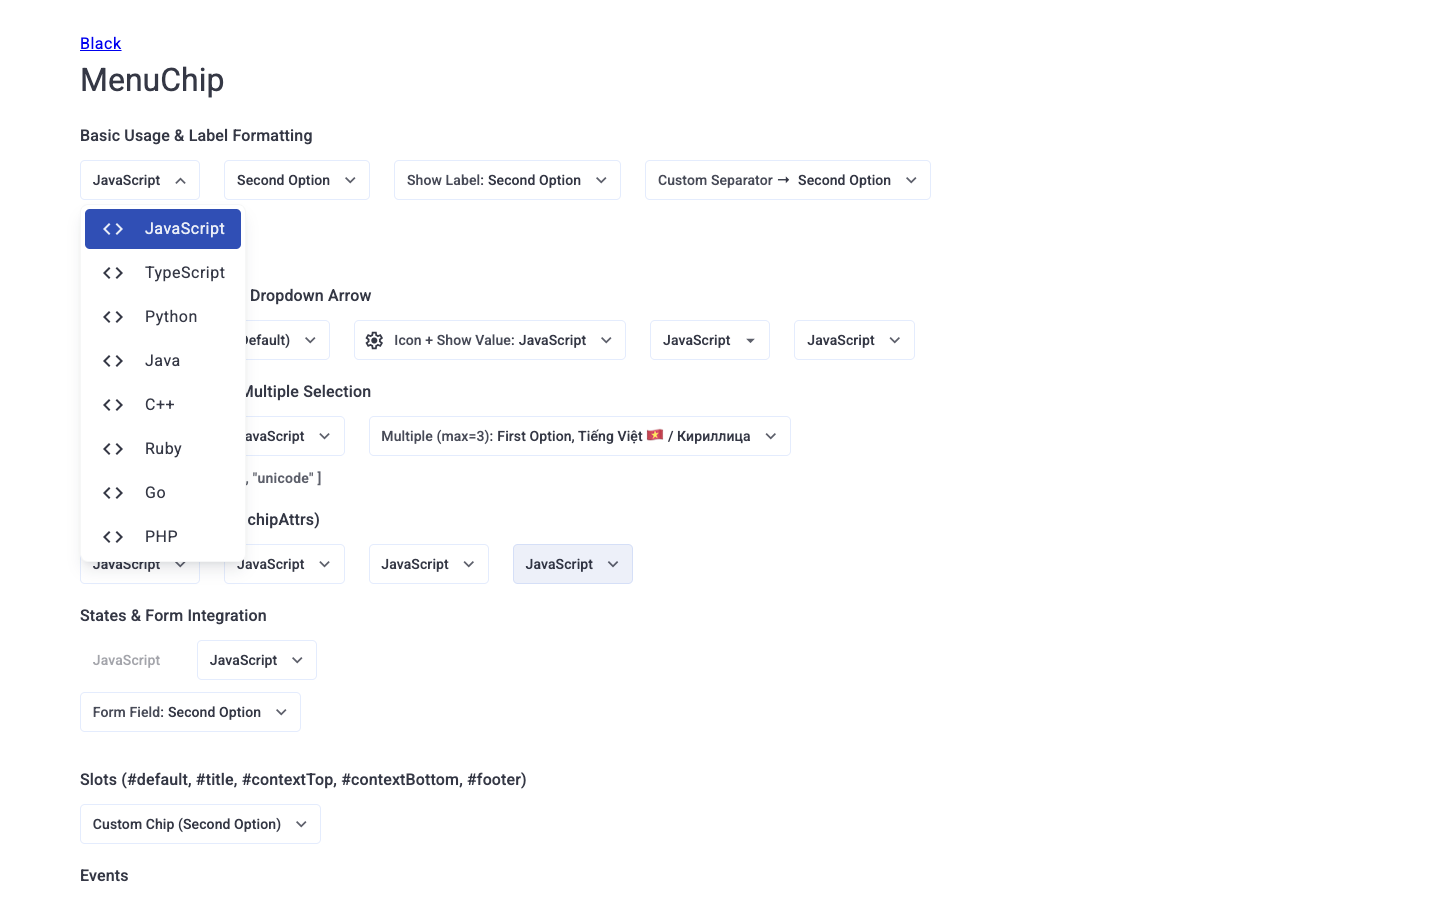 Black
MenuChip
Basic Usage & Label Formatting
JavaScript
Second Option
Show Label: Second Option
Custom Separator → Second Option
JavaScript
TypeScript
Python
Java
C++
Ruby
Go
PHP
Dropdown Arrow
Default)
Icon + Show Value: JavaScript
JavaScript
JavaScript
Multiple Selection
JavaScript
Multiple (max=3): First Option, Tiếng Việt 🇻🇳 / Кириллица
, "unicode" ]
chipAttrs)
JavaScript
JavaScript
JavaScript
JavaScript
States & Form Integration
JavaScript
JavaScript
Form Field: Second Option
Slots (#default, #title, #contextTop, #contextBottom, #footer)
Custom Chip (Second Option)
Events